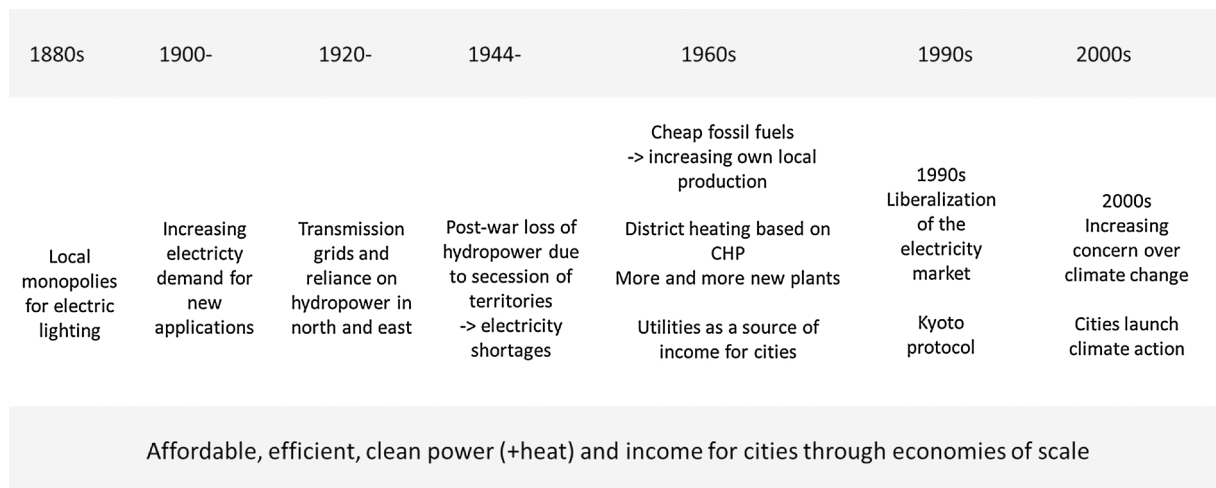 1880s
1900-
1920-
1944-
1960s
1990s
2000s
Local
monopolies
for electric
lighting
Increasing
electricty
demand for
new
applications
Transmission
grids and
reliance on
hydropower in
north and east
Post-war loss of
hydropower due
to secession of
territories
-> electricity
shortages
Cheap fossil fuels
-> increasing own local
production
District heating based on
CHP
More and more new plants
Utilities as a source of
income for cities
1990s
Liberalization
of the
electricity
market
Kyoto
protocol
2000s
Increasing
concern over
climate change
Cities launch
climate action
Affordable, efficient, clean power (+heat) and income for cities through economies of scale